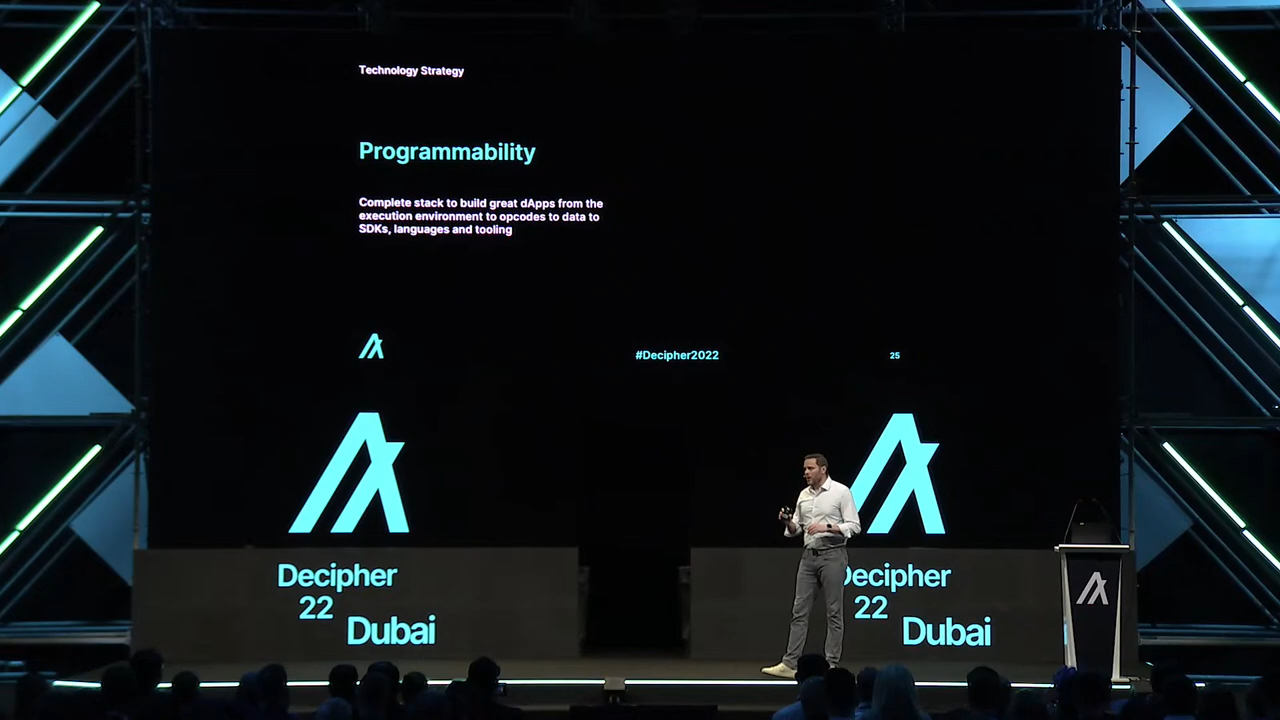 Technology Strategy
Programmability
Complete stack to build great dApps from the
execution environment to opcodes to data to
SDKs, languages and tooling
#Decipher2022
25
Decipher
22
Dubai
Decipher
22
Dubai